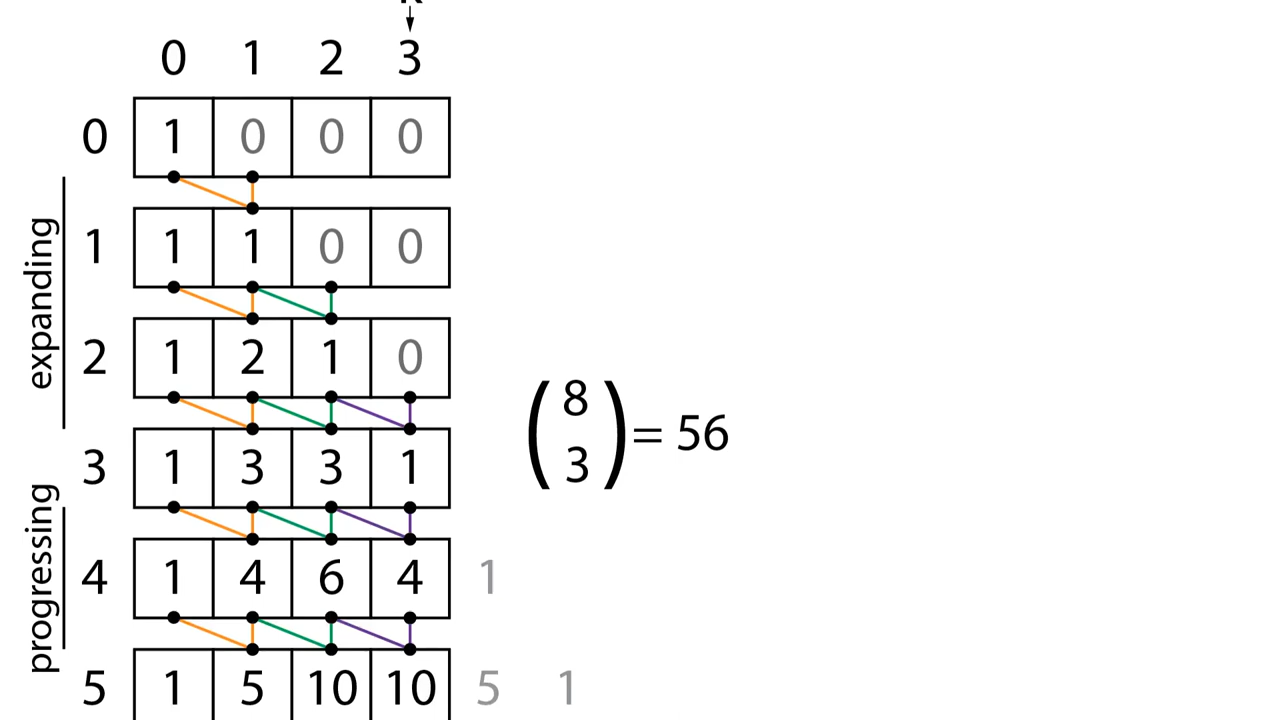 0 1 2 3
0 1 0 0 0
1 1 1 0 0
2 1 2 1 0
3 1 3 3 1
4 1 4 6 4 1
5 1 5 10 10 5 1
expanding
progressing
(8 3) = 56